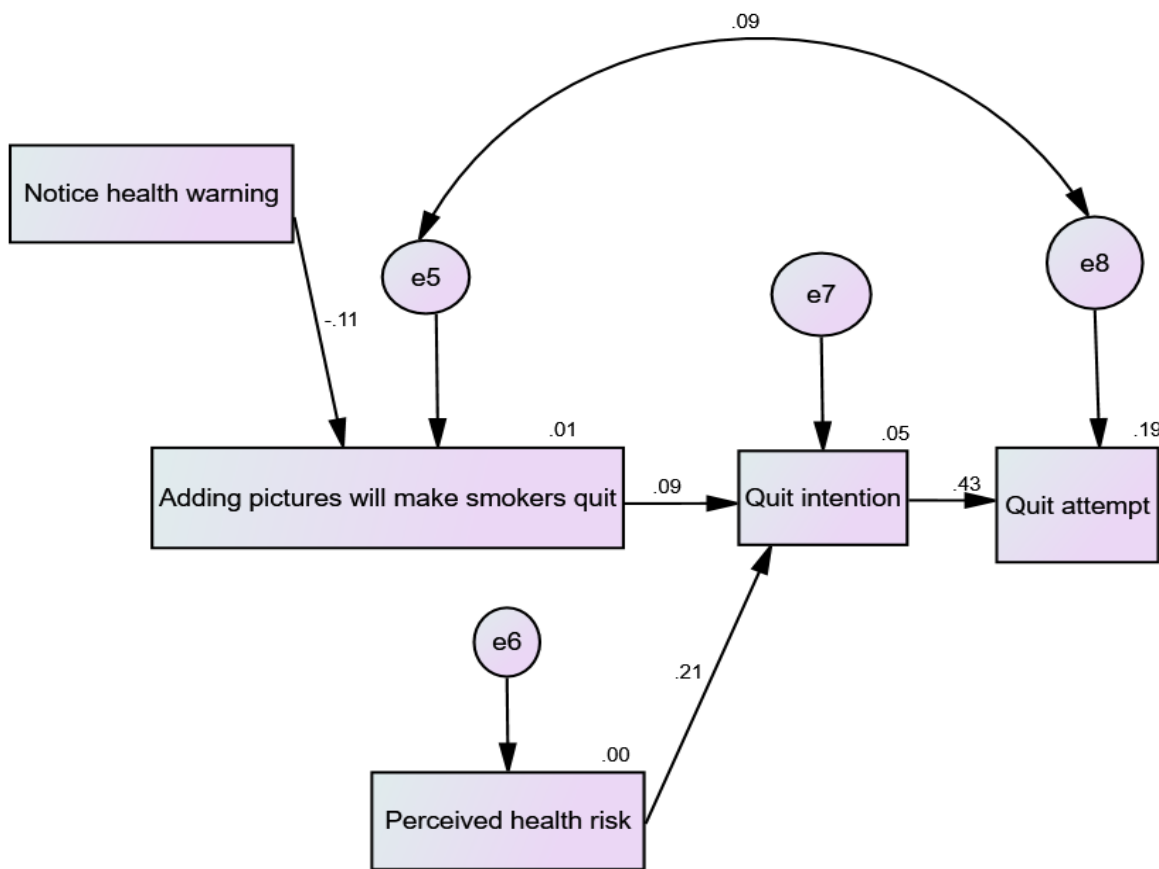 .09
Notice health warning
e5
e7
e8
-.11
.01
.05
.19
Adding pictures will make smokers quit
.09
Quit intention
.43
Quit attempt
e6
.21
.00
Perceived health risk